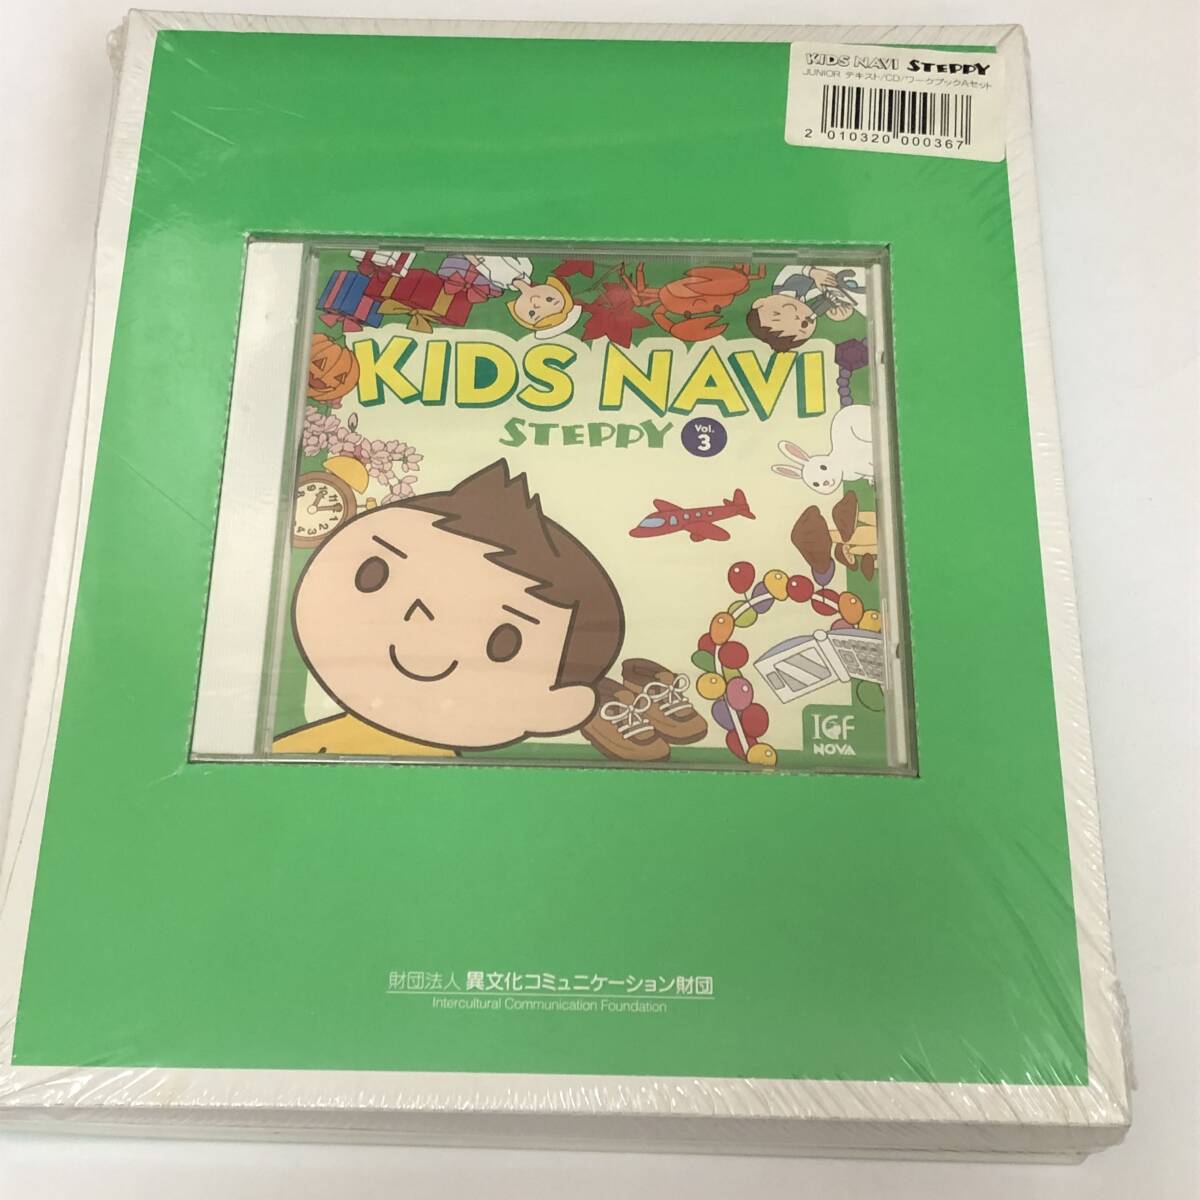 KIDS NAVI STEPPY
JUNIOR テキスト/CD/ワークブックAセット
2 010320 000367
KIDS NAVI
STEPPY Vol. 3
ICF
NOVA
財団法人 異文化コミュニケーション財団
Intercultural Communication Foundation